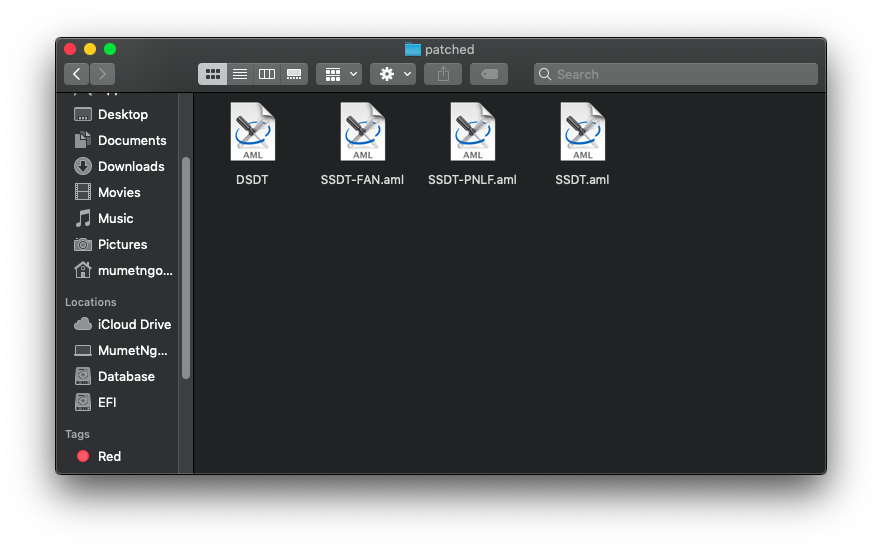 patched
Search
Desktop
Documents
Downloads
Movies
Music
Pictures
mumetngo...
Locations
iCloud Drive
MumetNg...
Database
EFI
Tags
Red
AML
DSDT
AML
SSDT-FAN.aml
AML
SSDT-PNLF.aml
AML
SSDT.aml